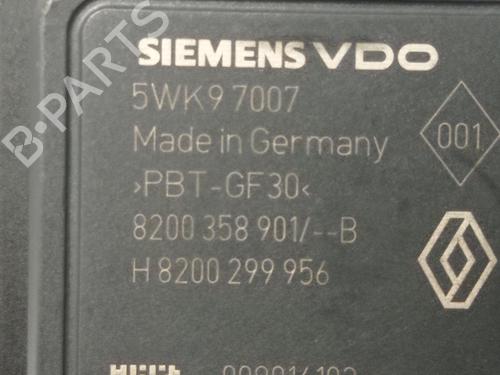 B-PARTS
SIEMENS VDO
5WK9 7007
Made in Germany
001
›PBT-GF30‹
8200 358 901/--B
H 8200 299 956